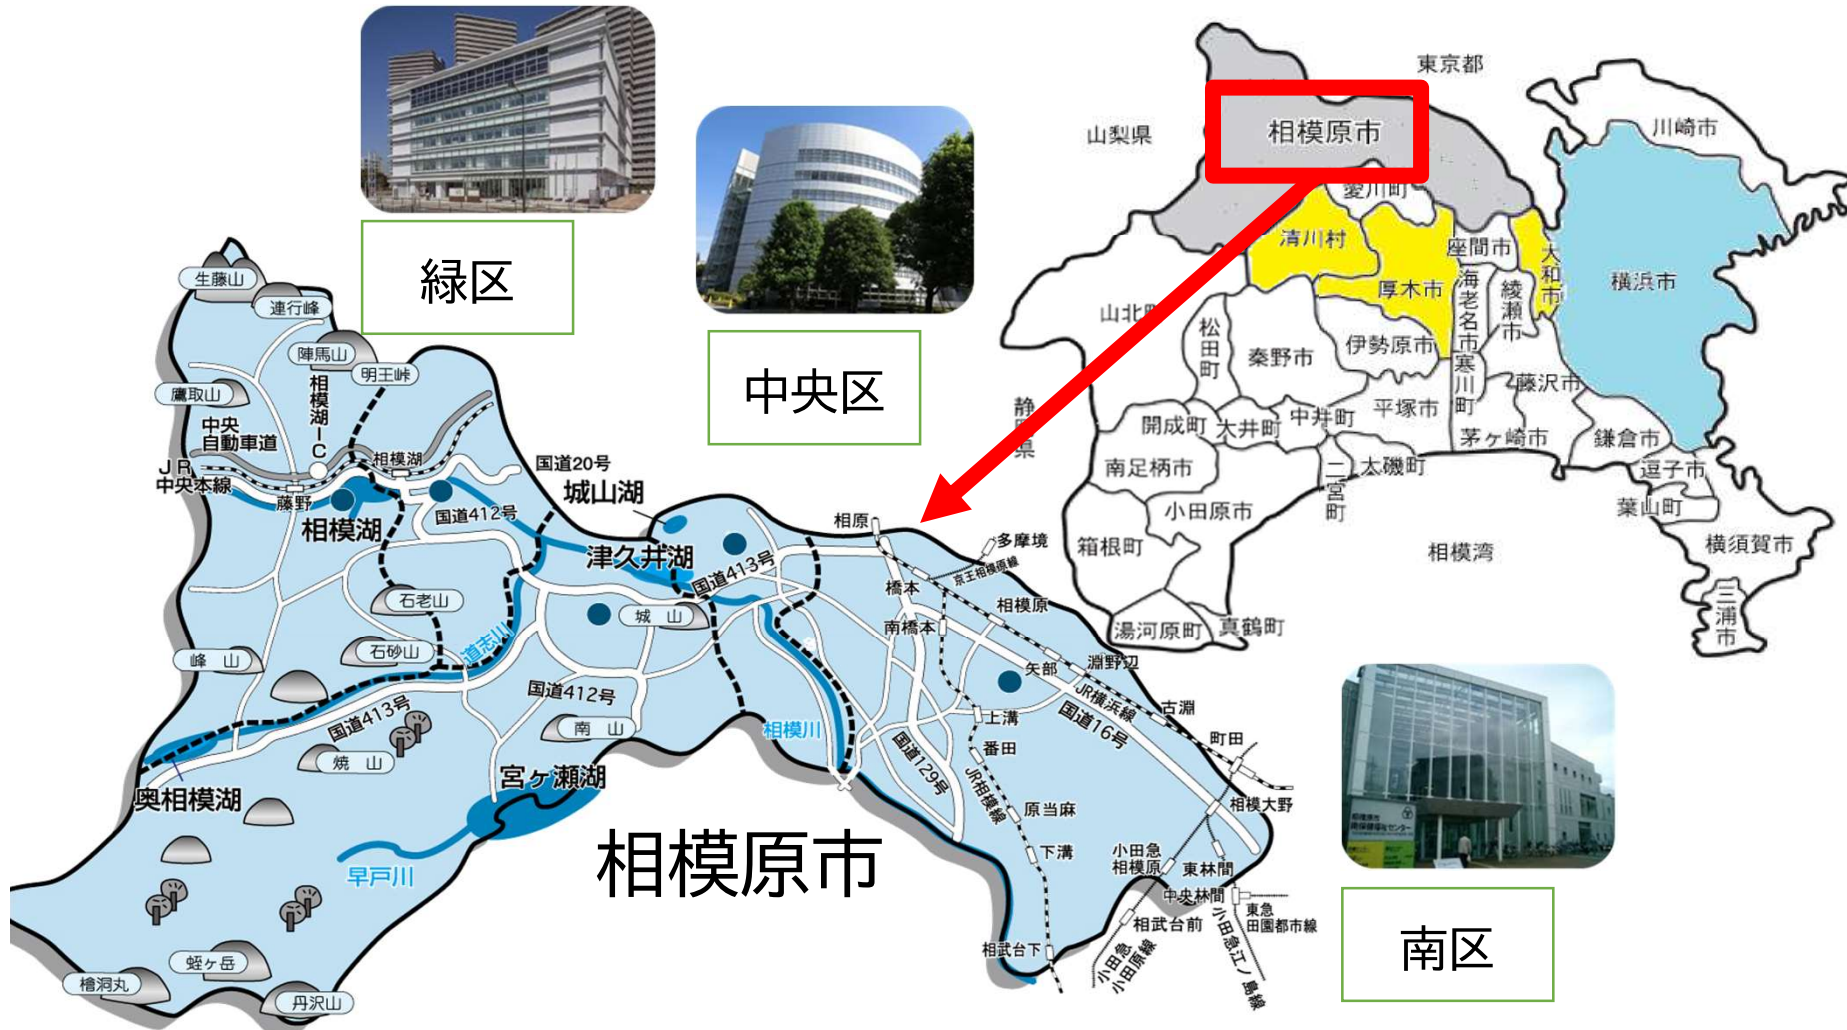 緑区
中央区
南区
相模原市
東京都
山梨県
相模原市
川崎市
愛川町
清川村
厚木市
座間市
大和市
海老名市
綾瀬市
横浜市
松田町
秦野市
伊勢原市
寒川町
藤沢市
開成町
大井町
中井町
平塚市
茅ヶ崎市
鎌倉市
逗子市
葉山町
南足柄市
小田原市
二宮町
大磯町
箱根町
相模湾
横須賀市
三浦市
湯河原町
真鶴町
生藤山
連行峰
陣馬山
明王峠
鷹取山
相模湖IC
中央
自動車道
JR
中央本線
藤野
相模湖
相模湖
国道20号
国道412号
城山湖
津久井湖
国道413号
石老山
城山
石砂山
道志川
峰山
国道413号
国道412号
南山
焼山
奥相模湖
宮ヶ瀬湖
早戸川
蛭ヶ岳
檜洞丸
丹沢山
相模川
相原
多摩境
京王相模原線
橋本
相模原
南橋本
矢部
淵野辺
JR横浜線
国道16号
古淵
町田
上溝
番田
国道129号
JR相模線
原当麻
下溝
相模大野
小田急
相模原
東林間
中央林間
東急
田園都市線
相武台前
小田急
小田原線
小田急江ノ島線
相武台下